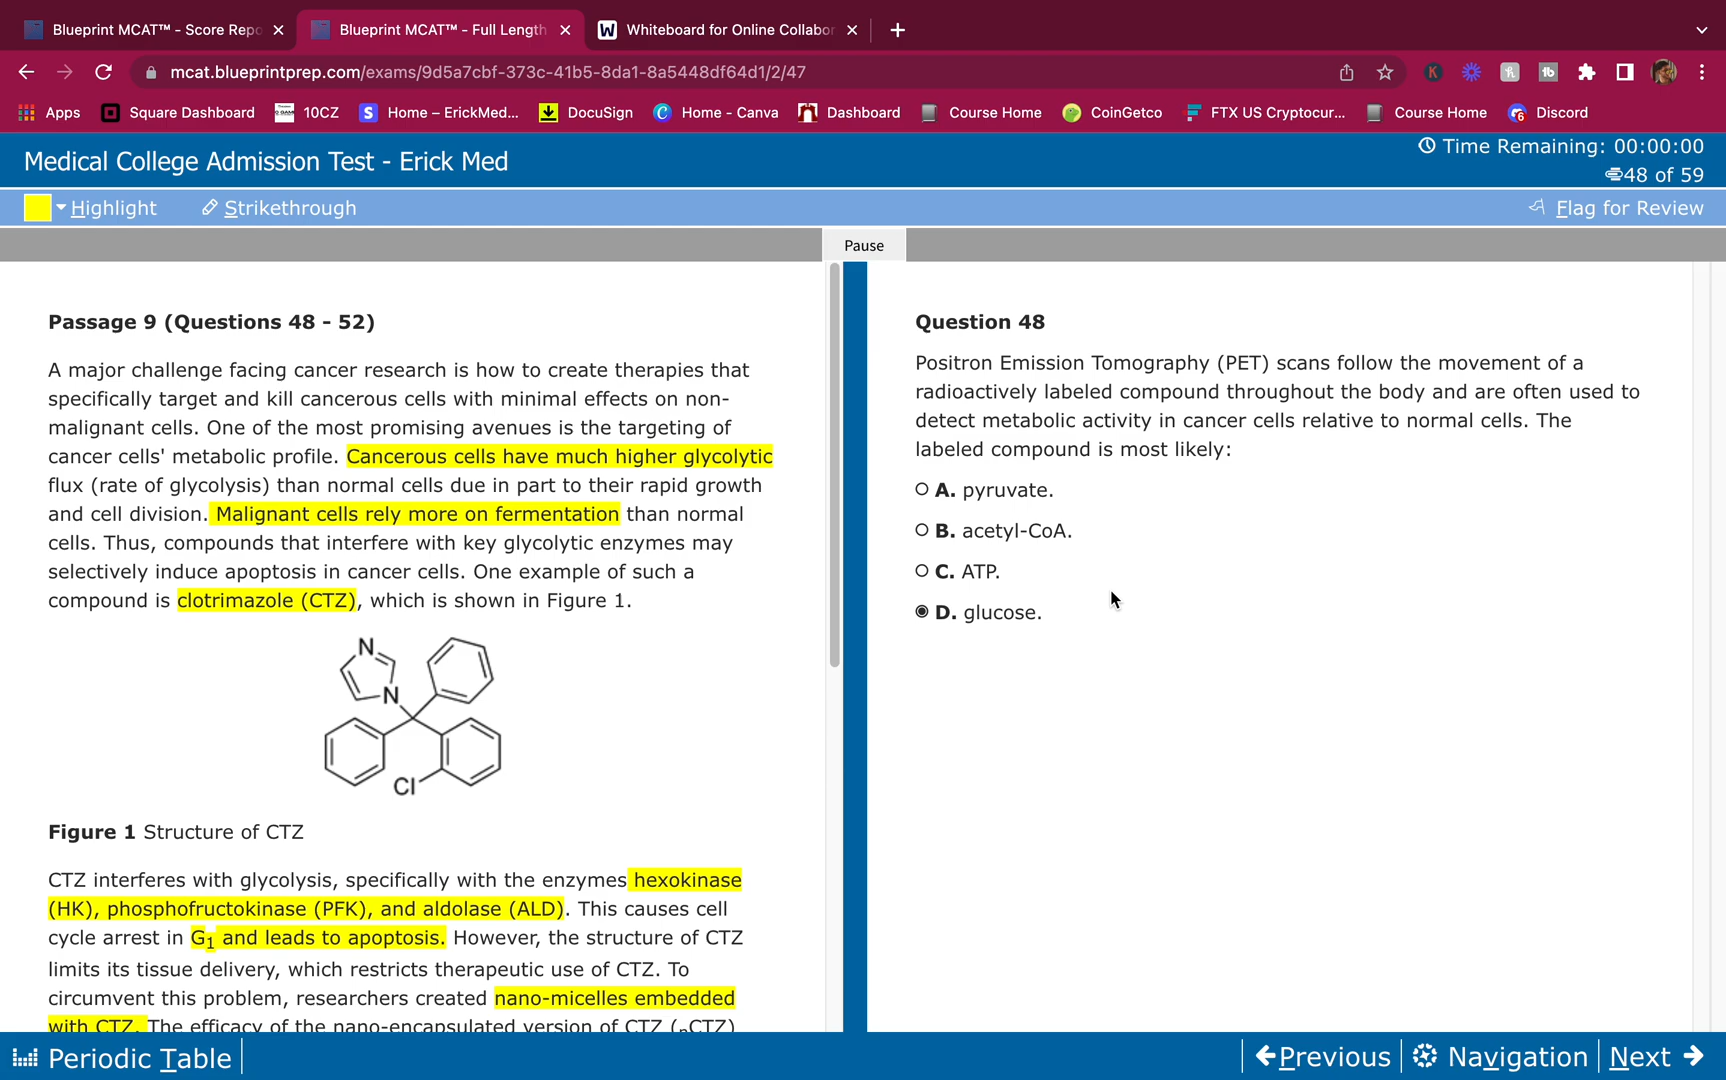 Blueprint MCAT™ - Score Repo
Blueprint MCAT™ - Full Length
W
Whiteboard for Online Collabor
mcat.blueprintprep.com/exams/9d5a7cbf-373c-41b5-8da1-8a5448df64d1/2/47
Apps
Square Dashboard
10CZ
Home – ErickMed...
DocuSign
Home - Canva
Dashboard
Course Home
CoinGetco
FTX US Cryptocur...
Course Home
Discord
Medical College Admission Test - Erick Med
Time Remaining: 00:00:00
48 of 59
Highlight
Strikethrough
Flag for Review
Pause
Passage 9 (Questions 48 - 52)
A major challenge facing cancer research is how to create therapies that
specifically target and kill cancerous cells with minimal effects on non-
malignant cells. One of the most promising avenues is the targeting of
cancer cells' metabolic profile. Cancerous cells have much higher glycolytic
flux (rate of glycolysis) than normal cells due in part to their rapid growth
and cell division. Malignant cells rely more on fermentation than normal
cells. Thus, compounds that interfere with key glycolytic enzymes may
selectively induce apoptosis in cancer cells. One example of such a
compound is clotrimazole (CTZ), which is shown in Figure 1.
N
N
Cl
Figure 1 Structure of CTZ
CTZ interferes with glycolysis, specifically with the enzymes hexokinase
(HK), phosphofructokinase (PFK), and aldolase (ALD). This causes cell
cycle arrest in G1 and leads to apoptosis. However, the structure of CTZ
limits its tissue delivery, which restricts therapeutic use of CTZ. To
circumvent this problem, researchers created nano-micelles embedded
with CTZ. The efficacy of the nano-encapsulated version of CTZ (nCTZ)
Question 48
Positron Emission Tomography (PET) scans follow the movement of a
radioactively labeled compound throughout the body and are often used to
detect metabolic activity in cancer cells relative to normal cells. The
labeled compound is most likely:
A. pyruvate.
B. acetyl-CoA.
C. ATP.
D. glucose.
Periodic Table
Previous
Navigation
Next